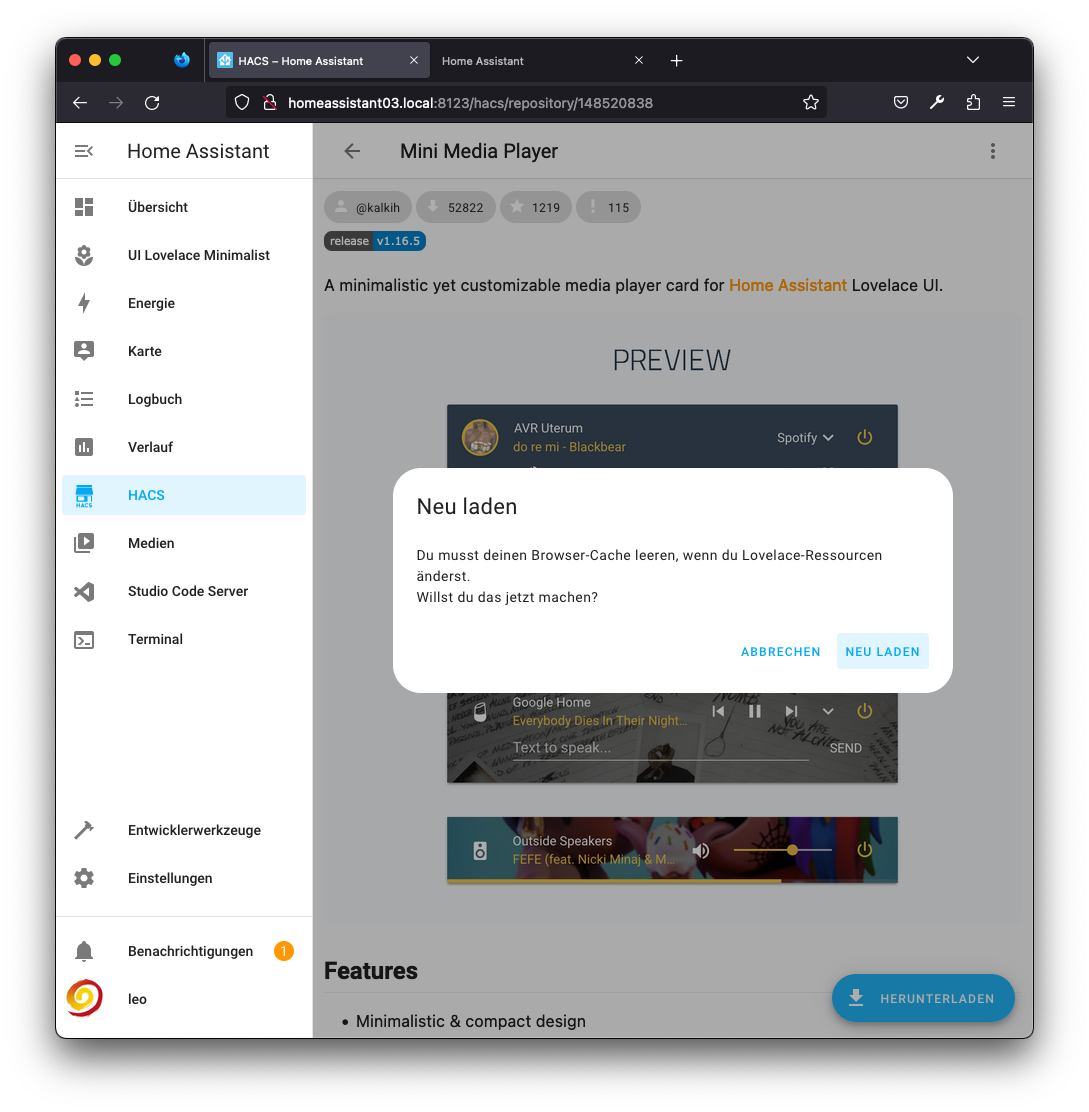 HACS – Home Assistant
Home Assistant
homeassistant03.local:8123/hacs/repository/148520838
Home Assistant
Mini Media Player
Übersicht
UI Lovelace Minimalist
Energie
Karte
Logbuch
Verlauf
HACS
HACS
Medien
Studio Code Server
Terminal
Entwicklerwerkzeuge
Einstellungen
Benachrichtigungen 1
leo
@kalkih 52822 1219 115
release v1.16.5
A minimalistic yet customizable media player card for Home Assistant Lovelace UI.
PREVIEW
AVR Uterum
do re mi - Blackbear
Spotify
Neu laden
Du musst deinen Browser-Cache leeren, wenn du Lovelace-Ressourcen
änderst.
Willst du das jetzt machen?
ABBRECHEN NEU LADEN
Google Home
Everybody Dies In Their Night...
Text to speak...
SEND
YOU ARE
NOT ALONE
Outside Speakers
FEFE (feat. Nicki Minaj & M...
Features
HERUNTERLADEN
• Minimalistic & compact design